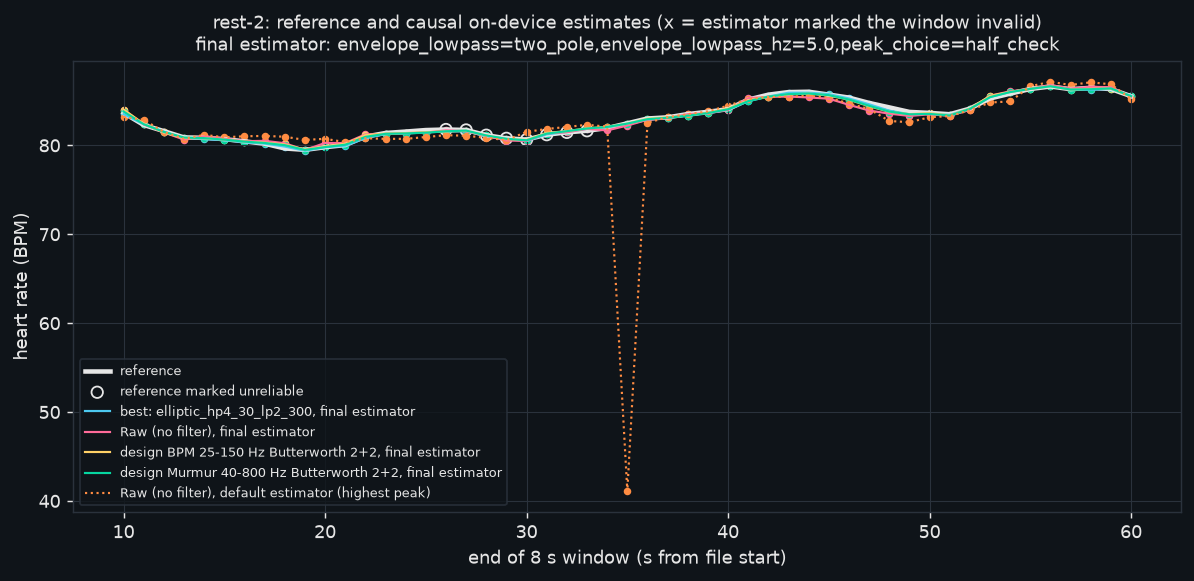 rest-2: reference and causal on-device estimates (x = estimator marked the window invalid)
final estimator: envelope_lowpass=two_pole,envelope_lowpass_hz=5.0,peak_choice=half_check
heart rate (BPM)
80
70
60
50
40
reference
reference marked unreliable
best: elliptic_hp4_30_lp2_300, final estimator
Raw (no filter), final estimator
design BPM 25-150 Hz Butterworth 2+2, final estimator
design Murmur 40-800 Hz Butterworth 2+2, final estimator
Raw (no filter), default estimator (highest peak)
10 20 30 40 50 60
end of 8 s window (s from file start)